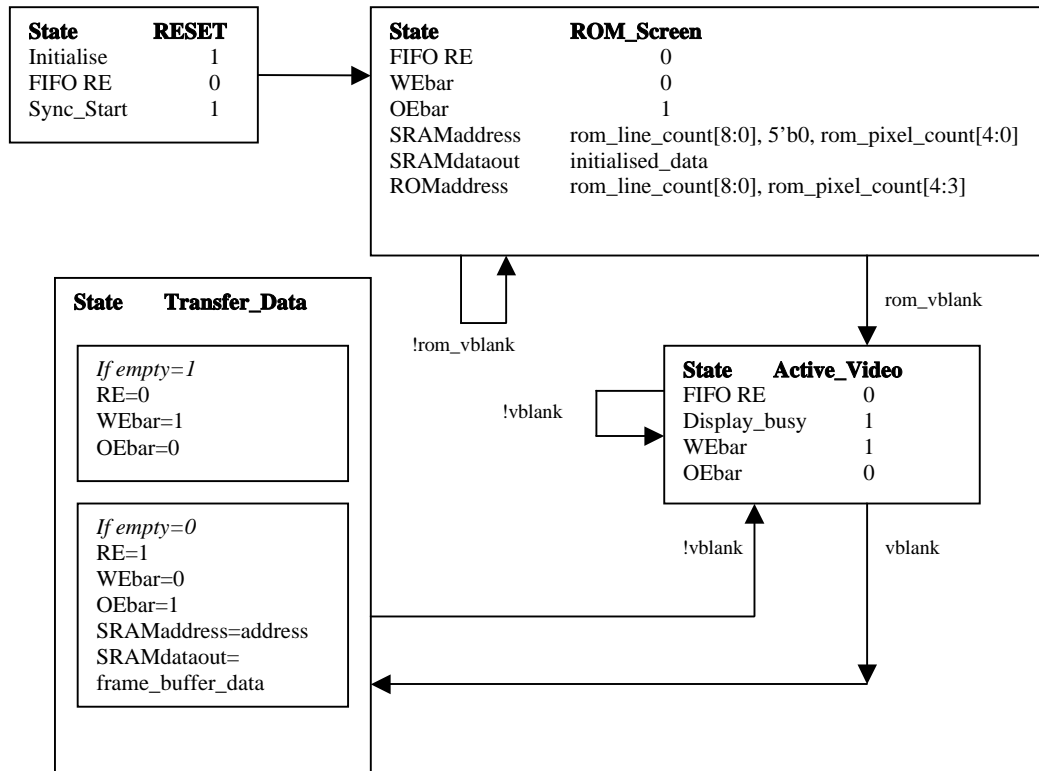 State RESET
Initialise 1
FIFO RE 0
Sync_Start 1
State ROM_Screen
FIFO RE 0
WEbar 0
OEbar 1
SRAMaddress rom_line_count[8:0], 5’b0, rom_pixel_count[4:0]
SRAMdataout initialised_data
ROMaddress rom_line_count[8:0], rom_pixel_count[4:3]
!rom_vblank
rom_vblank
State Transfer_Data
If empty=1
RE=0
WEbar=1
OEbar=0
If empty=0
RE=1
WEbar=0
OEbar=1
SRAMaddress=address
SRAMdataout=
frame_buffer_data
State Active_Video
FIFO RE 0
Display_busy 1
WEbar 1
OEbar 0
!vblank
!vblank
vblank